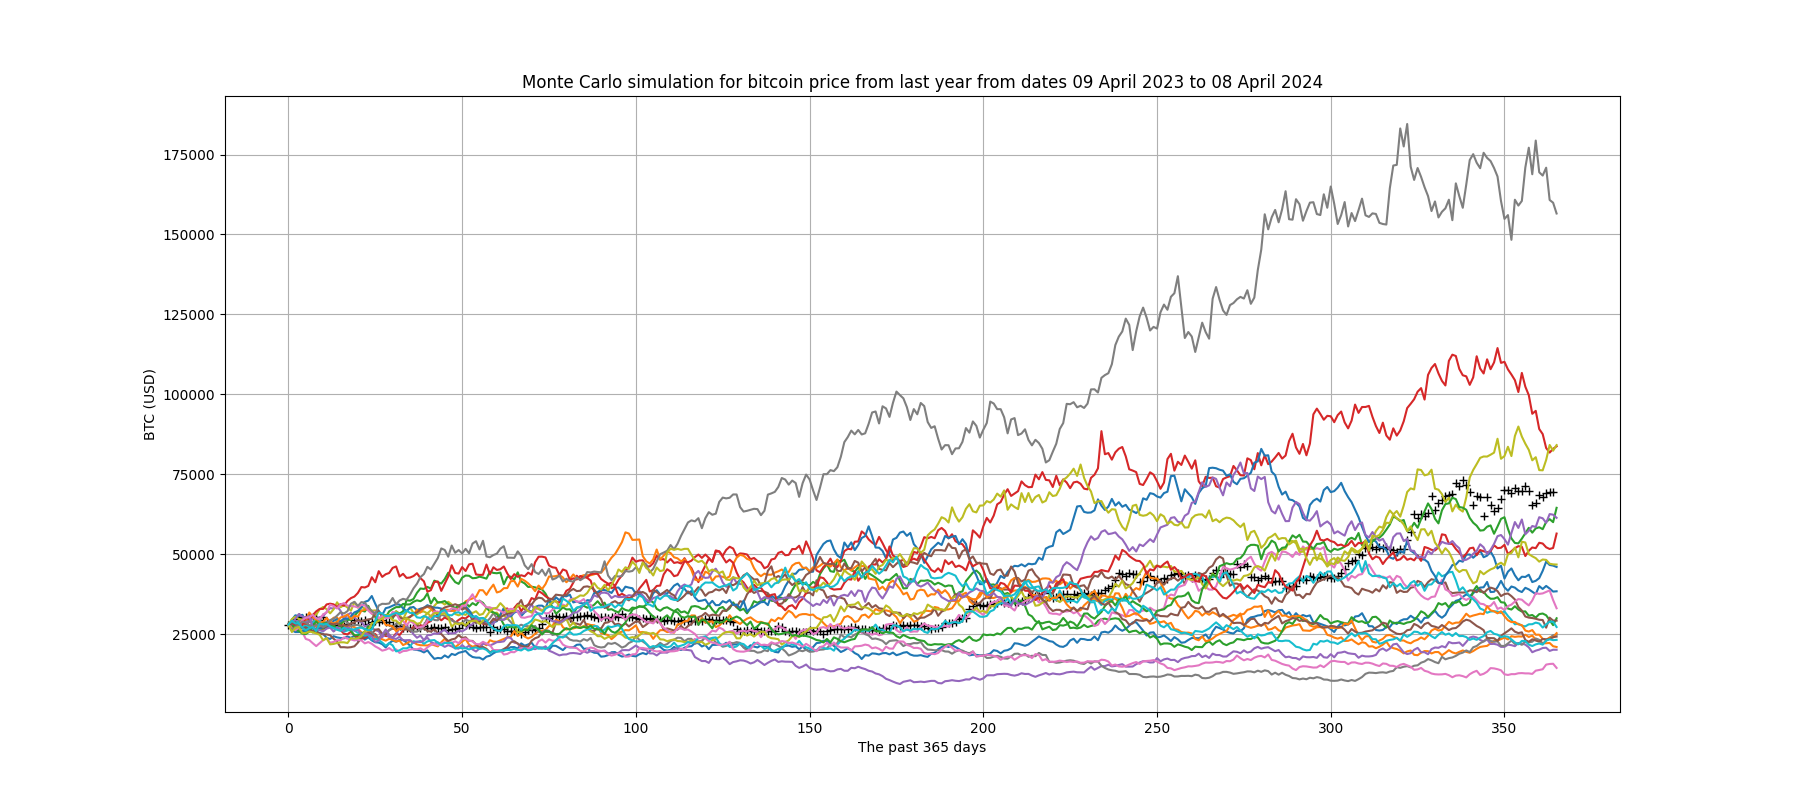 Monte Carlo simulation for bitcoin price from last year from dates 09 April 2023 to 08 April 2024
175000
150000
125000
100000
75000
50000
25000
BTC (USD)
0 50 100 150 200 250 300 350
The past 365 days